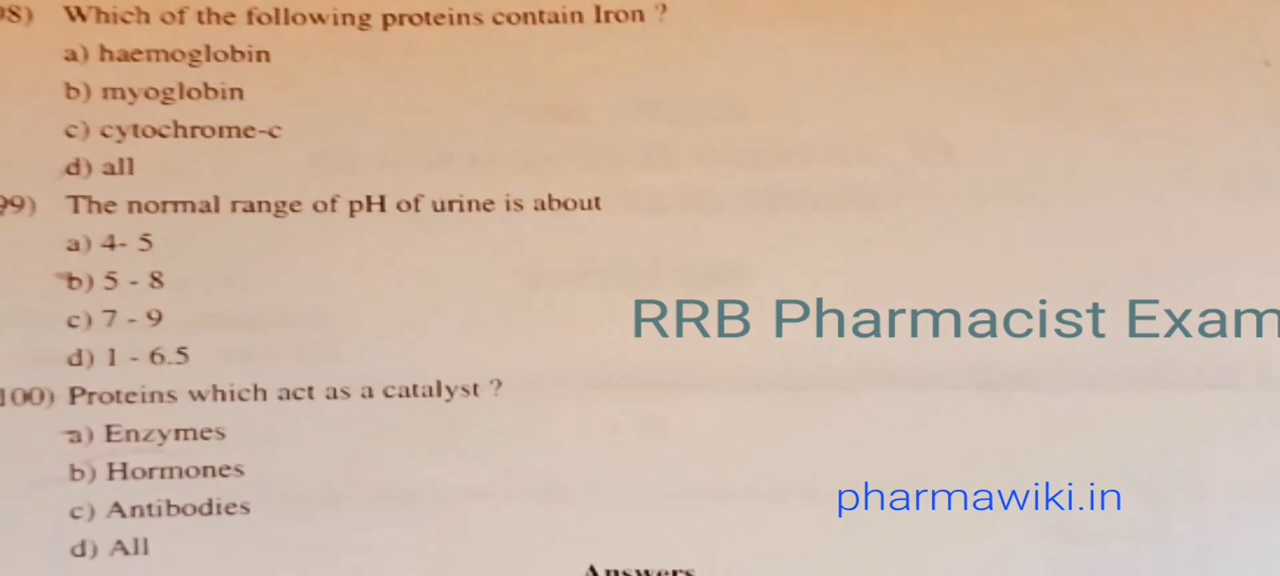 98) Which of the following proteins contain Iron ?
a) haemoglobin
b) myoglobin
c) cytochrome-c
d) all
99) The normal range of pH of urine is about
a) 4- 5
b) 5 - 8
c) 7 - 9
d) 1 - 6.5
RRB Pharmacist Exam
100) Proteins which act as a catalyst ?
a) Enzymes
b) Hormones
c) Antibodies
d) All
pharmawiki.in
Answers